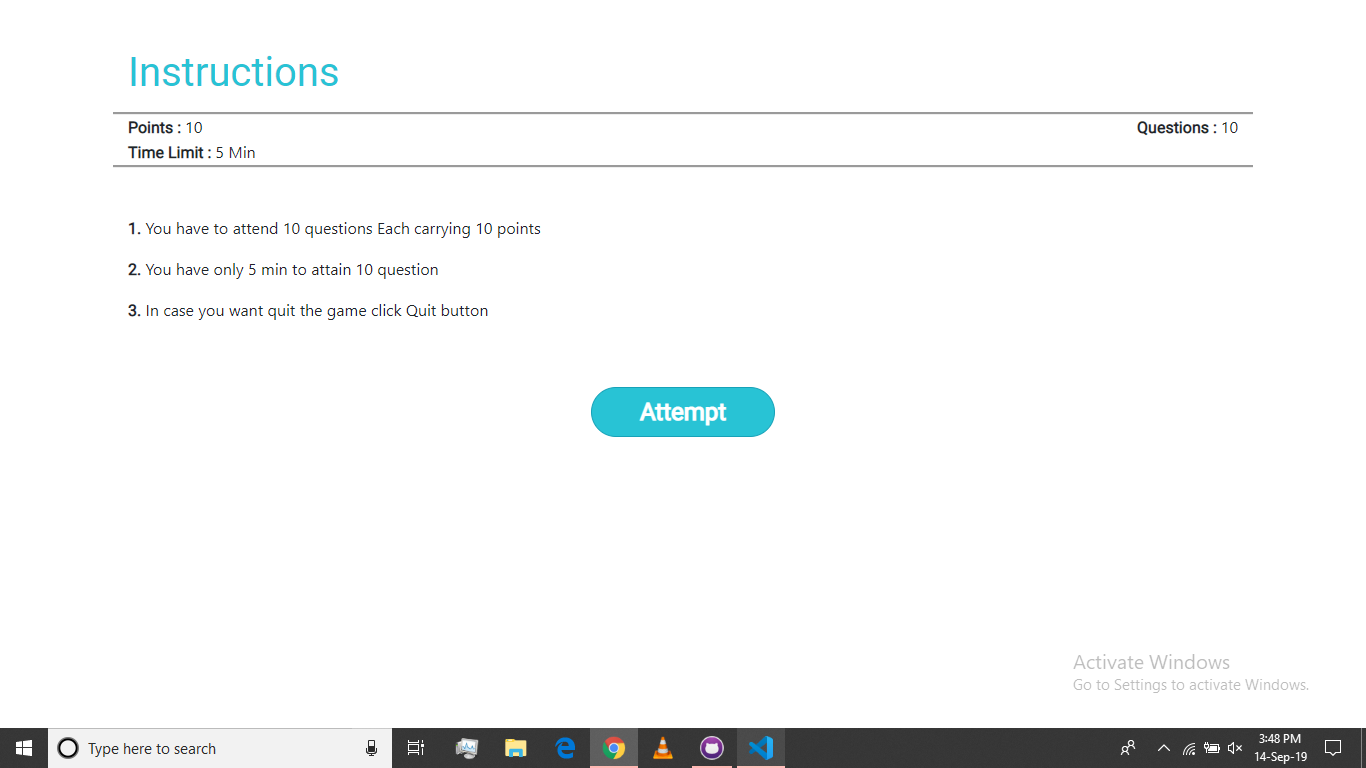 Instructions
Points : 10
Questions : 10
Time Limit : 5 Min
1. You have to attend 10 questions Each carrying 10 points
2. You have only 5 min to attain 10 question
3. In case you want quit the game click Quit button
Attempt
Activate Windows
Go to Settings to activate Windows.
Type here to search
3:48 PM
14-Sep-19